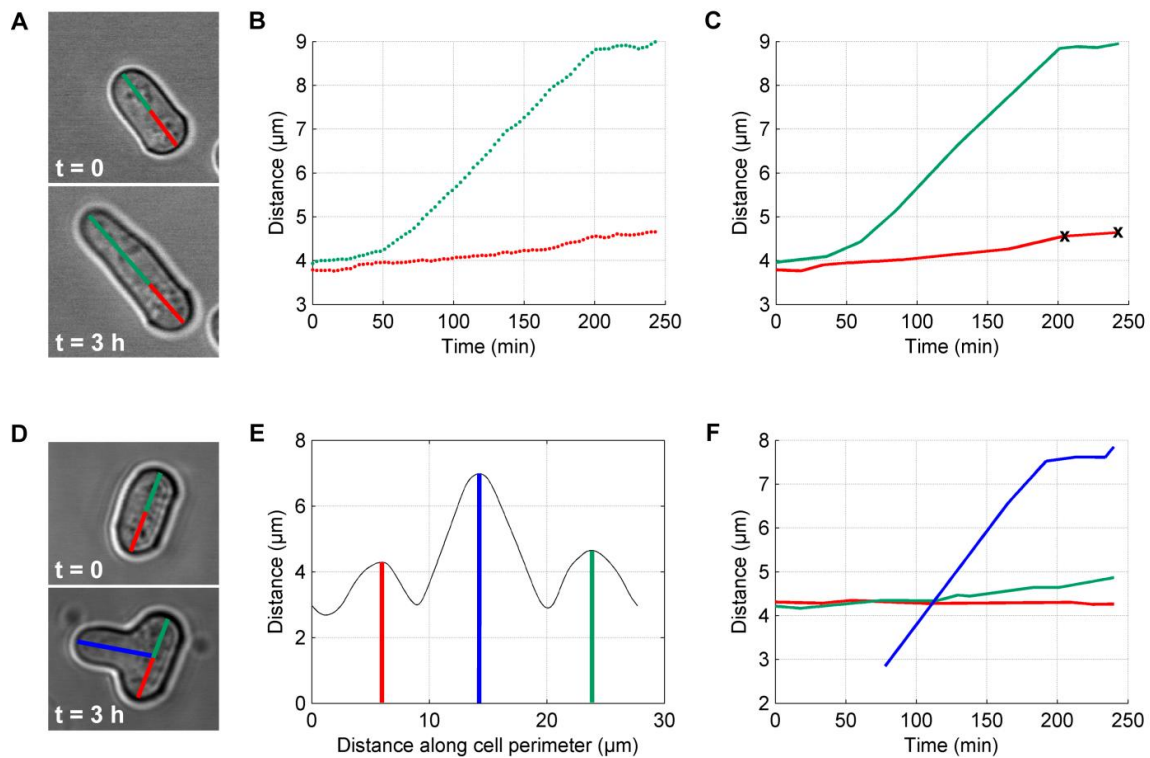 A
t = 0
t = 3 h
B
Distance (µm)
9
8
7
6
5
4
3
0 50 100 150 200 250
Time (min)
C
Distance (µm)
9
8
7
6
5
4
3
x x
0 50 100 150 200 250
Time (min)
D
t = 0
t = 3 h
E
Distance (µm)
8
6
4
2
0
0 10 20 30
Distance along cell perimeter (µm)
F
Distance (µm)
8
7
6
5
4
3
2
0 50 100 150 200 250
Time (min)